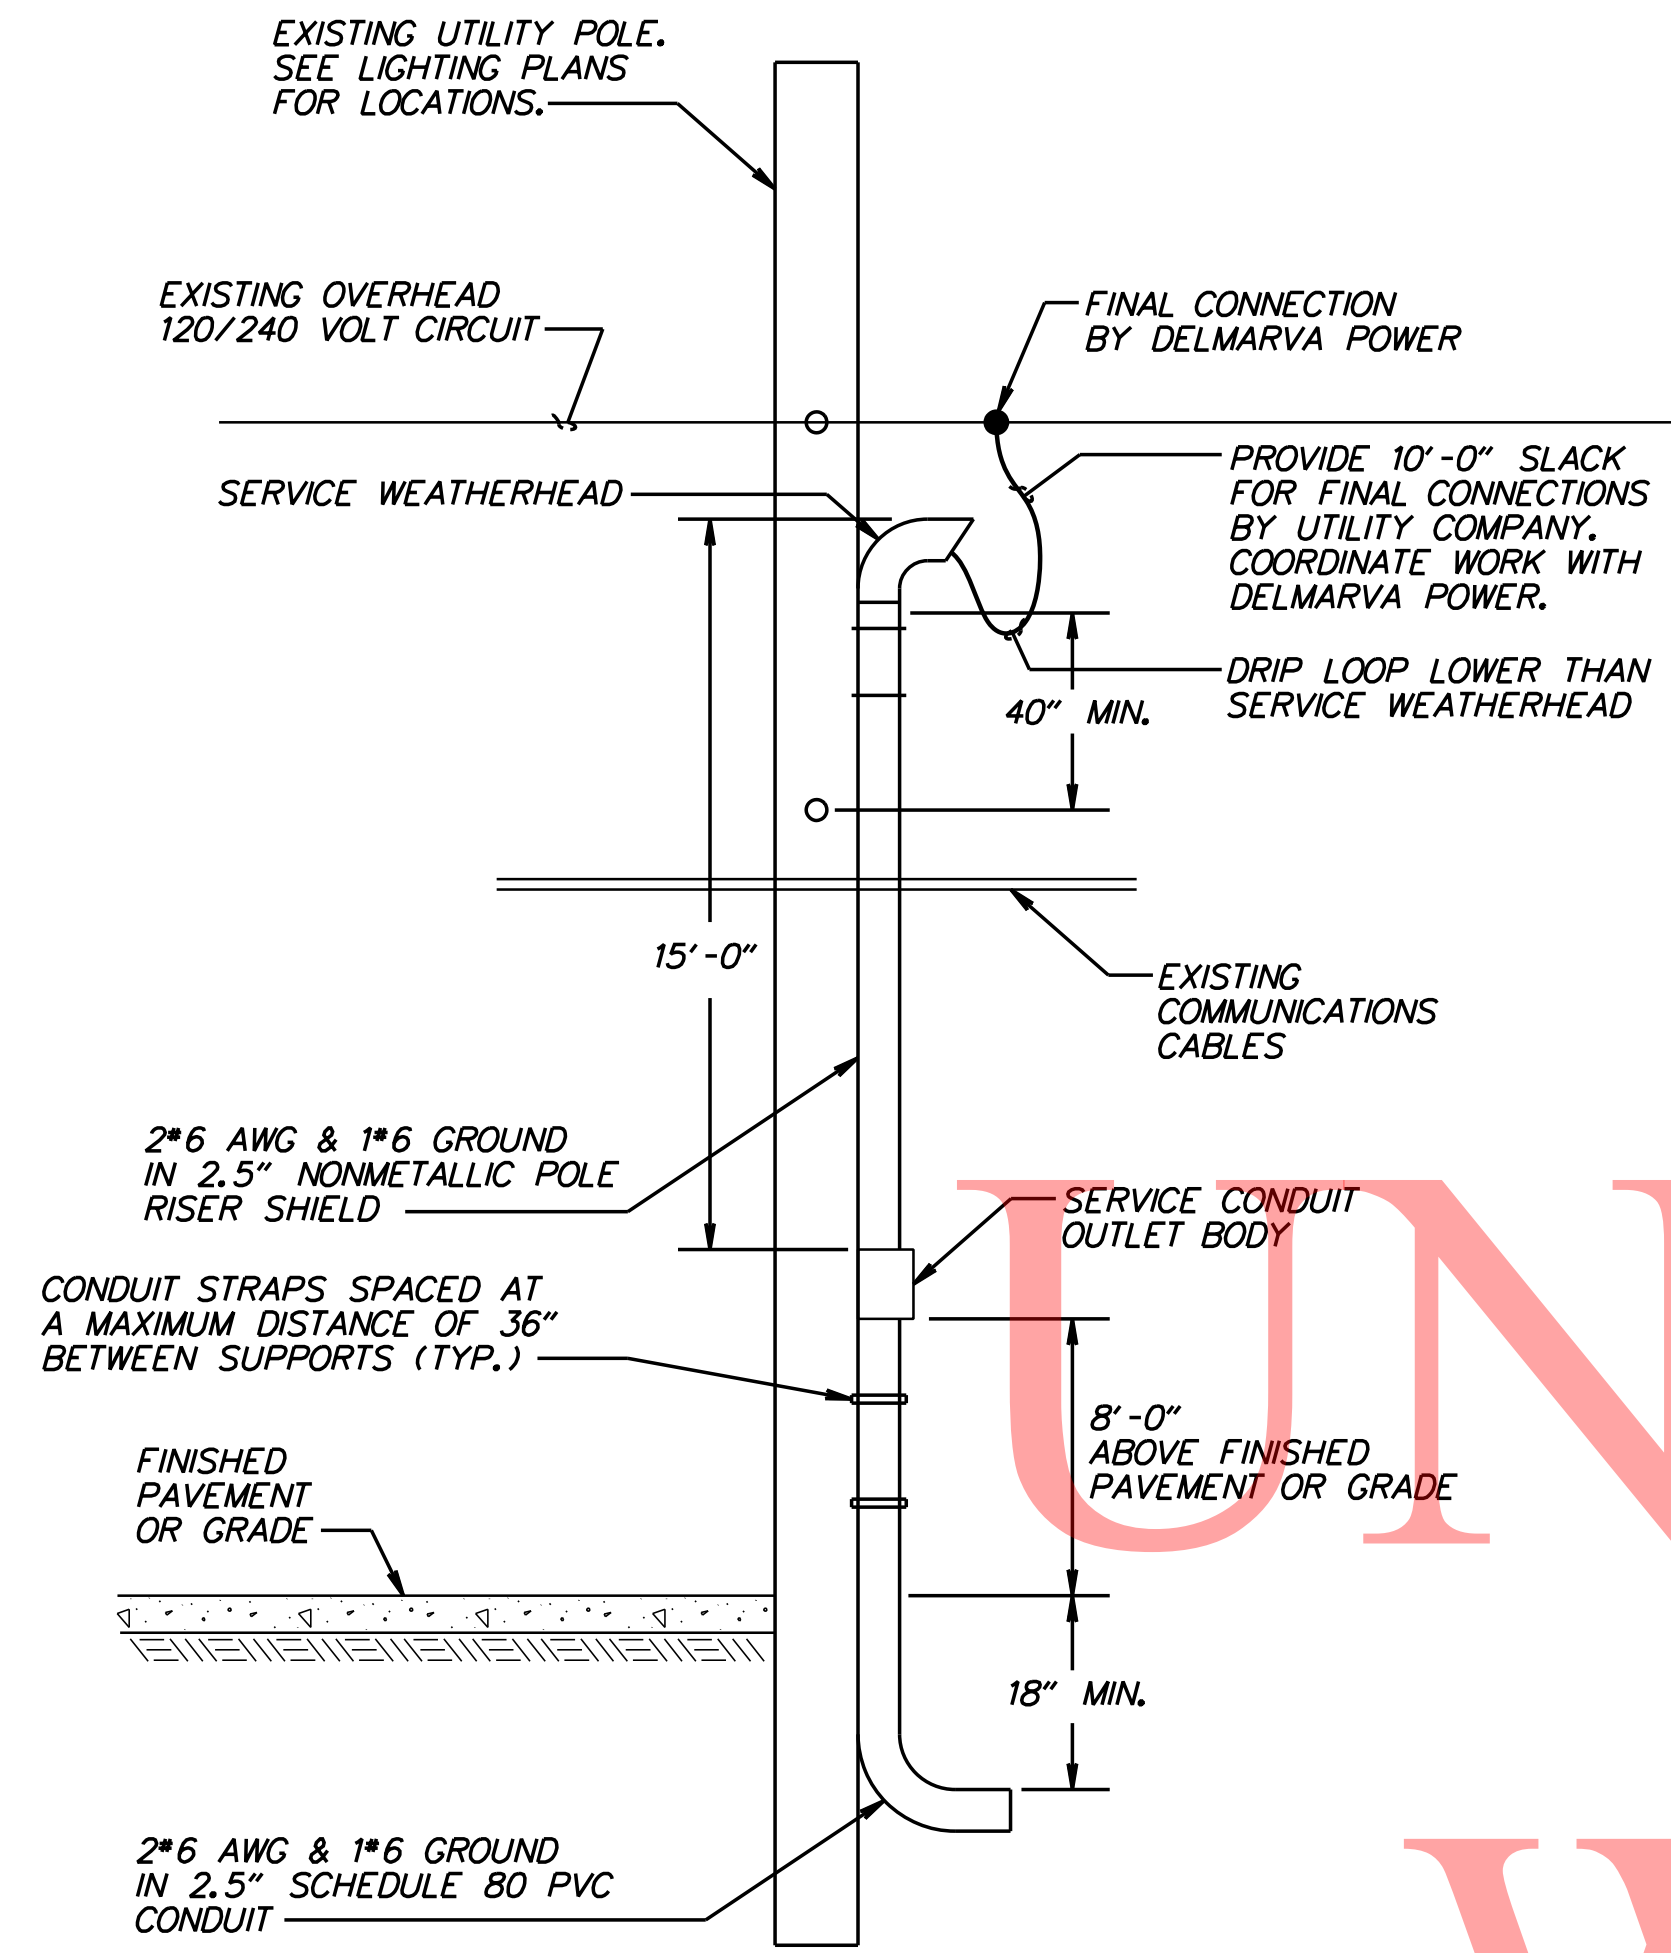 EXISTING UTILITY POLE.
SEE LIGHTING PLANS
FOR LOCATIONS.
EXISTING OVERHEAD
120/240 VOLT CIRCUIT
FINAL CONNECTION
BY DELMARVA POWER
SERVICE WEATHERHEAD
PROVIDE 10'-0" SLACK
FOR FINAL CONNECTIONS
BY UTILITY COMPANY.
COORDINATE WORK WITH
DELMARVA POWER.
DRIP LOOP LOWER THAN
SERVICE WEATHERHEAD
40" MIN.
15'-0"
EXISTING
COMMUNICATIONS
CABLES
2#6 AWG & 1#6 GROUND
IN 2.5" NONMETALLIC POLE
RISER SHIELD
SERVICE CONDUIT
OUTLET BODY
CONDUIT STRAPS SPACED AT
A MAXIMUM DISTANCE OF 36"
BETWEEN SUPPORTS (TYP.)
8'-0"
ABOVE FINISHED
PAVEMENT OR GRADE
FINISHED
PAVEMENT
OR GRADE
18" MIN.
2#6 AWG & 1#6 GROUND
IN 2.5" SCHEDULE 80 PVC
CONDUIT
UN